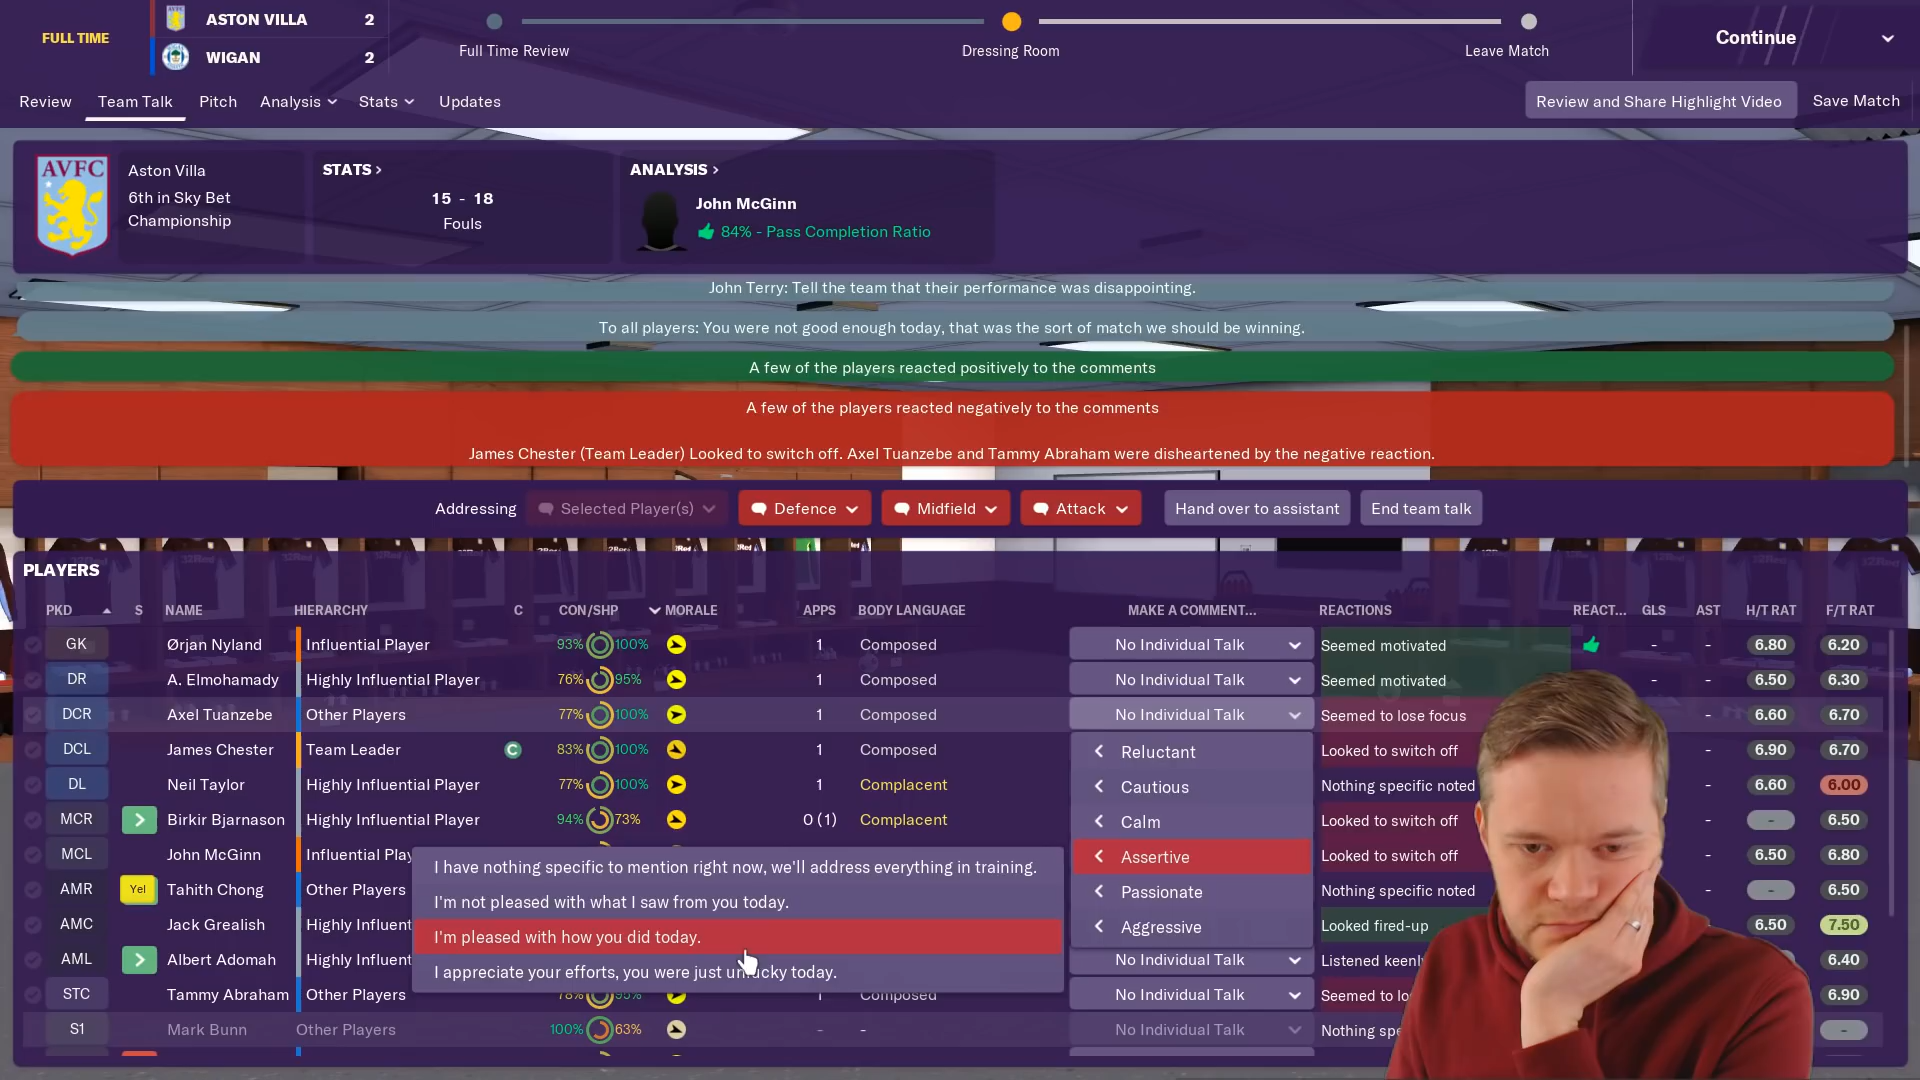 FULL TIME
ASTON VILLA 2
WIGAN 2
Full Time Review
Dressing Room
Leave Match
Continue
Review
Team Talk
Pitch
Analysis
Stats
Updates
Review and Share Highlight Video
Save Match
AVFC
Aston Villa
6th in Sky Bet
Championship
STATS
15 - 18
Fouls
ANALYSIS
John McGinn
84% - Pass Completion Ratio
John Terry: Tell the team that their performance was disappointing.
To all players: You were not good enough today, that was the sort of match we should be winning.
A few of the players reacted positively to the comments
A few of the players reacted negatively to the comments
James Chester (Team Leader) Looked to switch off. Axel Tuanzebe and Tammy Abraham were disheartened by the negative reaction.
Addressing
Selected Player(s)
Defence
Midfield
Attack
Hand over to assistant
End team talk
PLAYERS
PKD S NAME HIERARCHY C CON/SHP MORALE APPS BODY LANGUAGE MAKE A COMMENT... REACTIONS REACT... GLS AST H/T RAT F/T RAT
GK Ørjan Nyland Influential Player 93% 100% 1 Composed No Individual Talk Seemed motivated - - 6.80 6.20
DR A. Elmohamady Highly Influential Player 76% 95% 1 Composed No Individual Talk Seemed motivated - - 6.50 6.30
DCR Axel Tuanzebe Other Players 77% 100% 1 Composed No Individual Talk Seemed to lose focus - 6.60 6.70
DCL James Chester Team Leader C 83% 100% 1 Composed Reluctant Looked to switch off - 6.90 6.70
DL Neil Taylor Highly Influential Player 77% 100% 1 Complacent Cautious Nothing specific noted - 6.60 6.00
MCR Birkir Bjarnason Highly Influential Player 94% 73% 0 (1) Complacent Calm Looked to switch off - -
MCL John McGinn Influential Assertive Looked to switch off - 6.50 6.80
I have nothing specific to mention right now, we'll address everything in training.
AMR Yel Tahith Chong Other Players I'm not pleased with what I saw from you today. Passionate Nothing specific noted - - 6.50
AMC Jack Grealish Highly I'm pleased with how you did today. Aggressive Looked fired-up - 6.50 7.50
AML Albert Adomah Highly I appreciate your efforts, you were just unlucky today. No Individual Talk Listened - 6.40
STC Tammy Abraham Other Players 78% 95% 1 Composed No Individual Talk Seemed to - 6.90
S1 Mark Bunn Other Players 100% 63% - - No Individual Talk Nothing - -